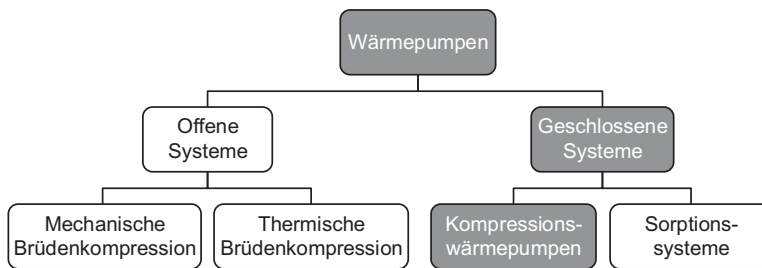 Wärmepumpen
Offene
Systeme
Geschlossene
Systeme
Mechanische
Brüdenkompression
Thermische
Brüdenkompression
Kompressions-
wärmepumpen
Sorptions-
systeme